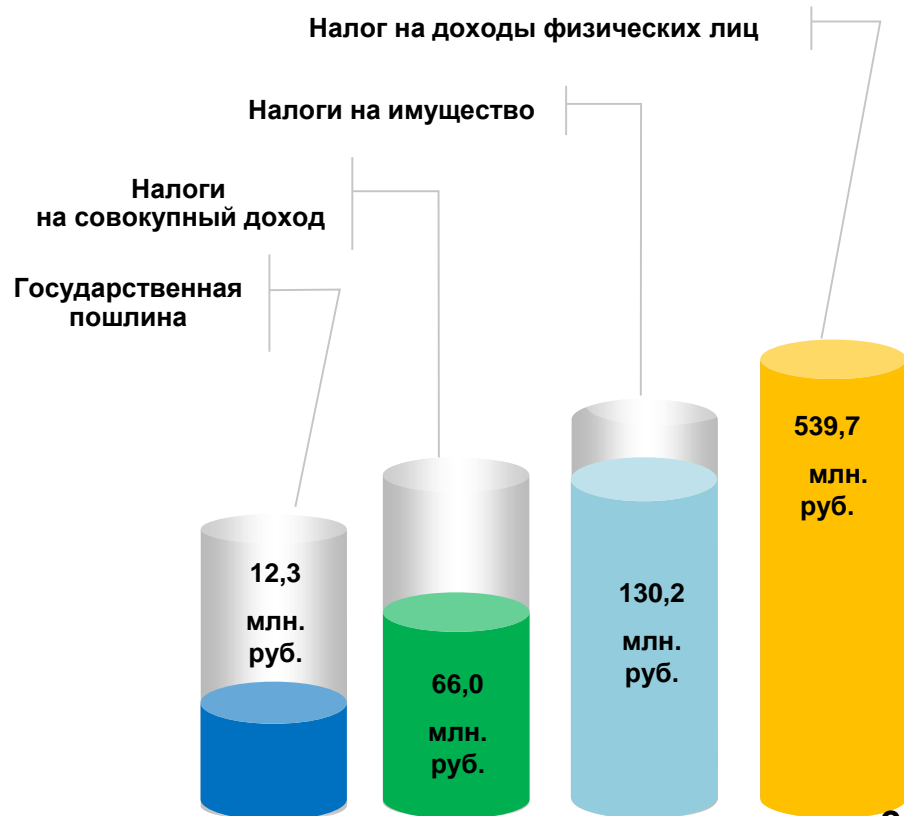 Налог на доходы физических лиц
Налоги на имущество
Налоги
на совокупный доход
Государственная
пошлина
539,7
млн.
руб.
12,3
млн.
руб.
130,2
млн.
руб.
66,0
млн.
руб.